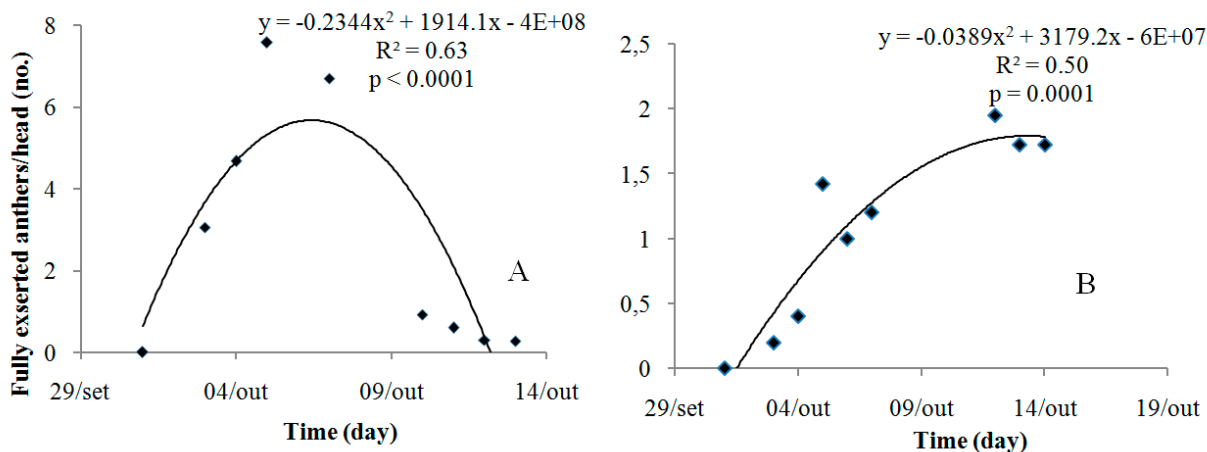 y = -0.2344x² + 1914.1x - 4E+08
R² = 0.63
p < 0.0001
8
6
4
2
0
Fully exserted anthers/head (no.)
A
29/set 04/out 09/out 14/out
Time (day)
y = -0.0389x² + 3179.2x - 6E+07
R² = 0.50
p = 0.0001
2,5
2
1,5
1
0,5
0
B
29/set 04/out 09/out 14/out 19/out
Time (day)